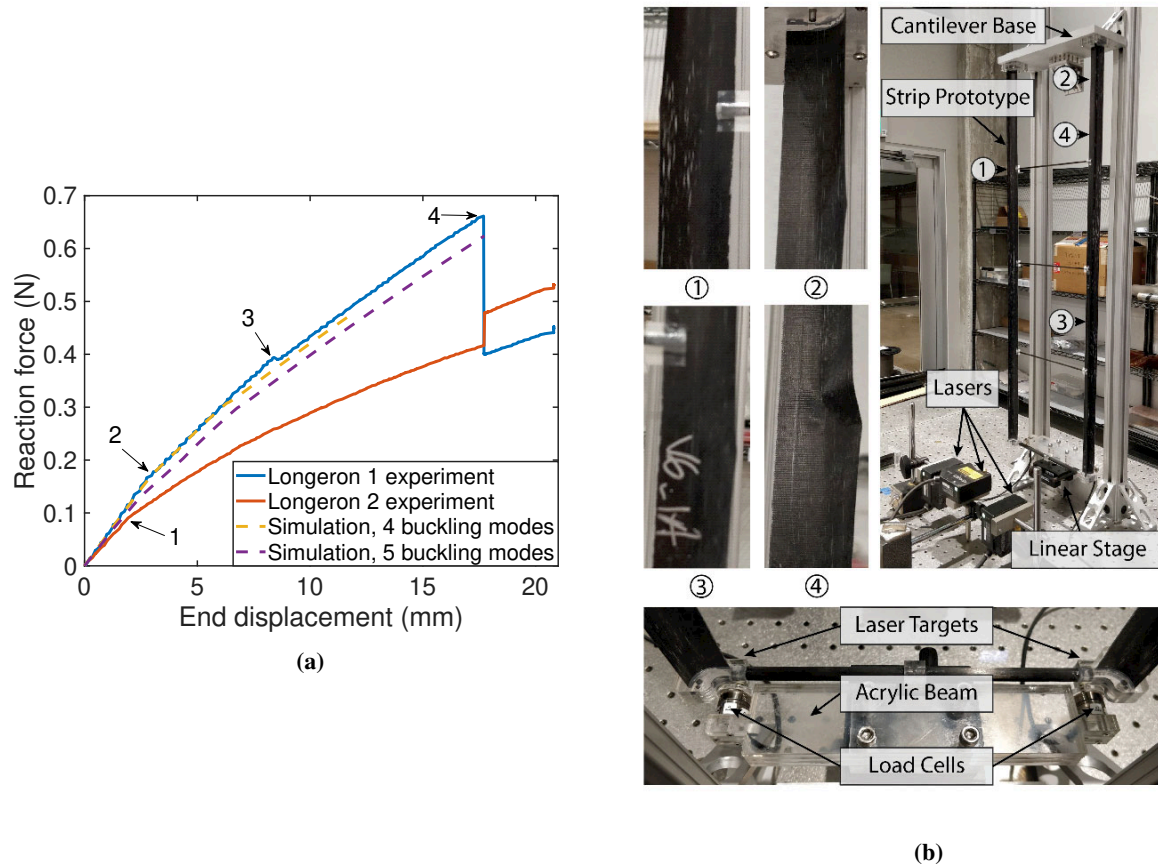 0.7
0.6
0.5
0.4
0.3
0.2
0.1
0
0 5 10 15 20
Reaction force (N)
End displacement (mm)
4
3
2
1
Longeron 1 experiment
Longeron 2 experiment
Simulation, 4 buckling modes
Simulation, 5 buckling modes
(a)
①
②
③
④
V6_1A
Cantilever Base
②
Strip Prototype
④
①
③
Lasers
Linear Stage
Laser Targets
Acrylic Beam
Load Cells
(b)